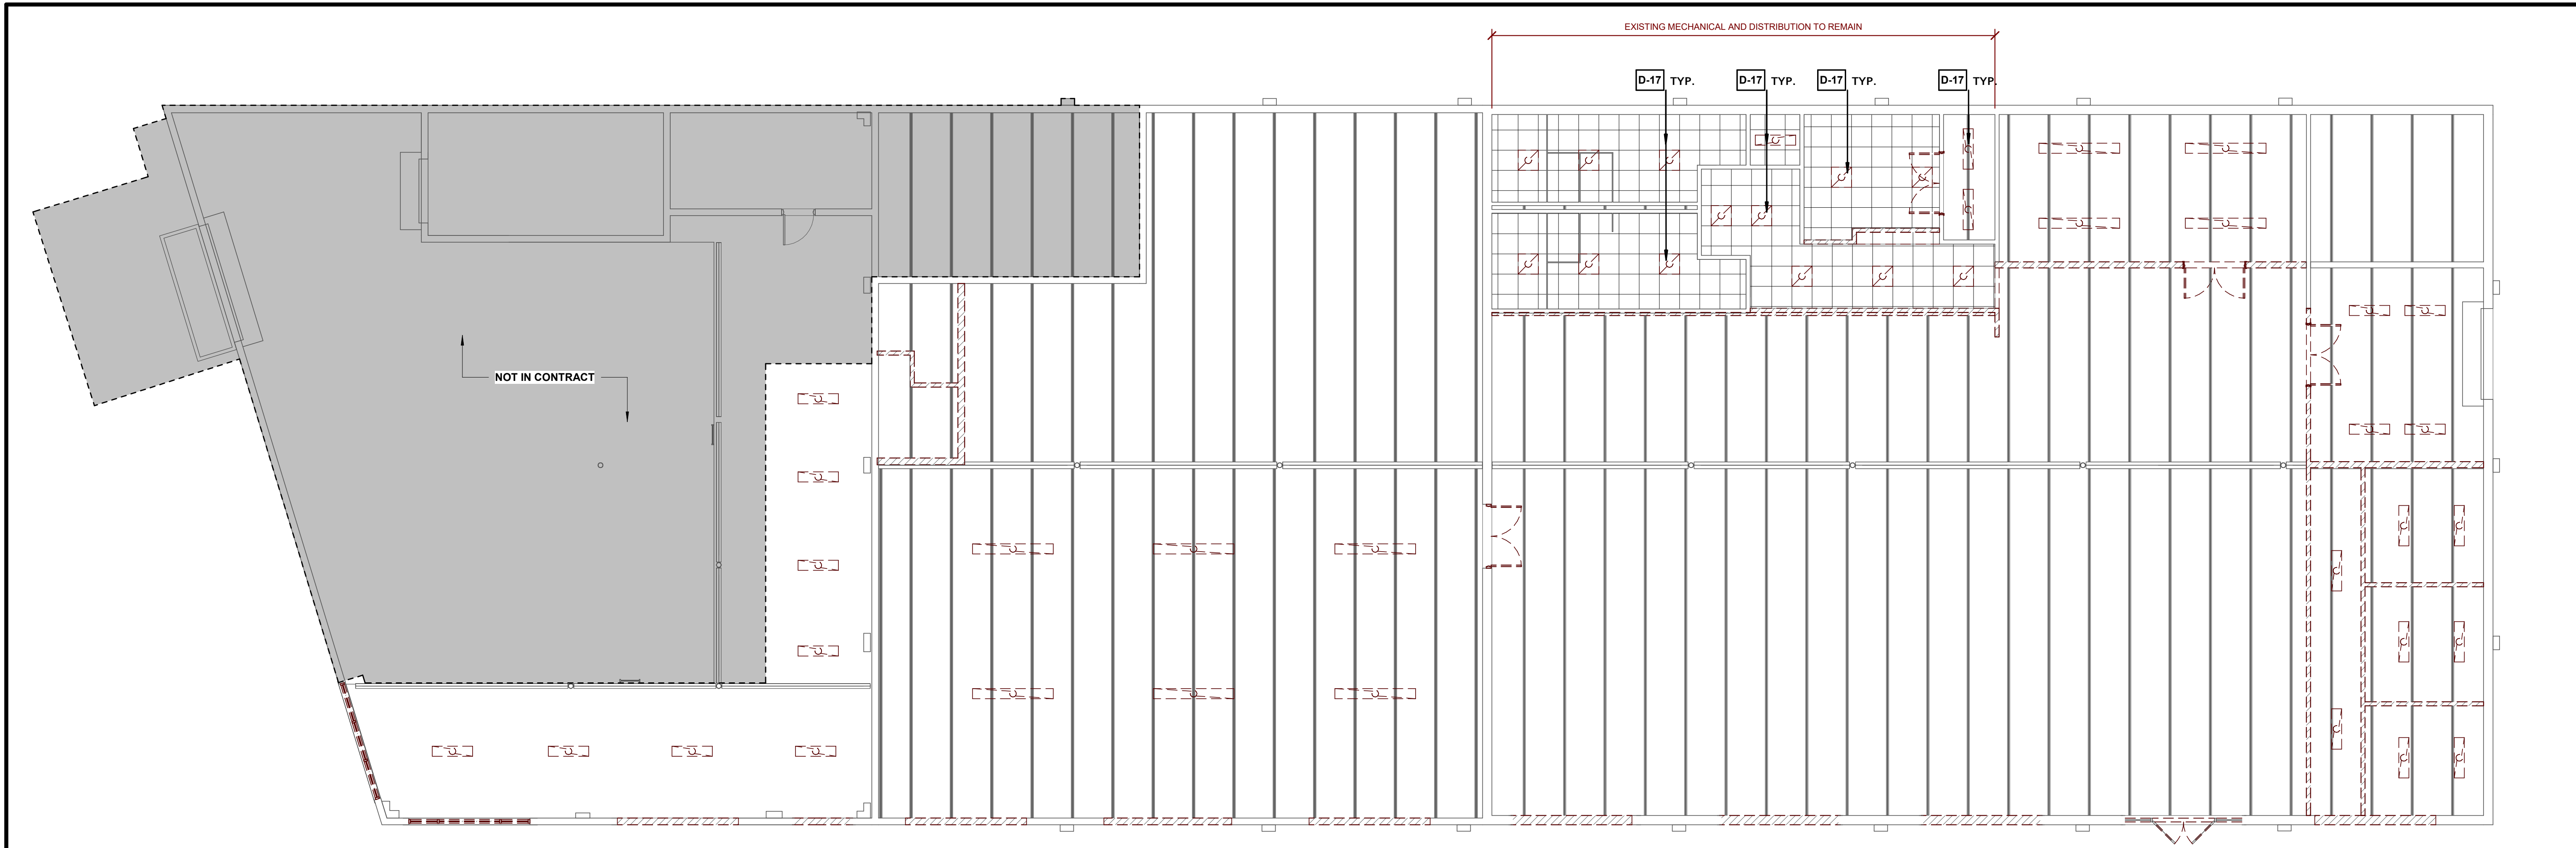 EXISTING MECHANICAL AND DISTRIBUTION TO REMAIN
D-17 TYP.
D-17 TYP.
D-17 TYP.
D-17 TYP.
NOT IN CONTRACT